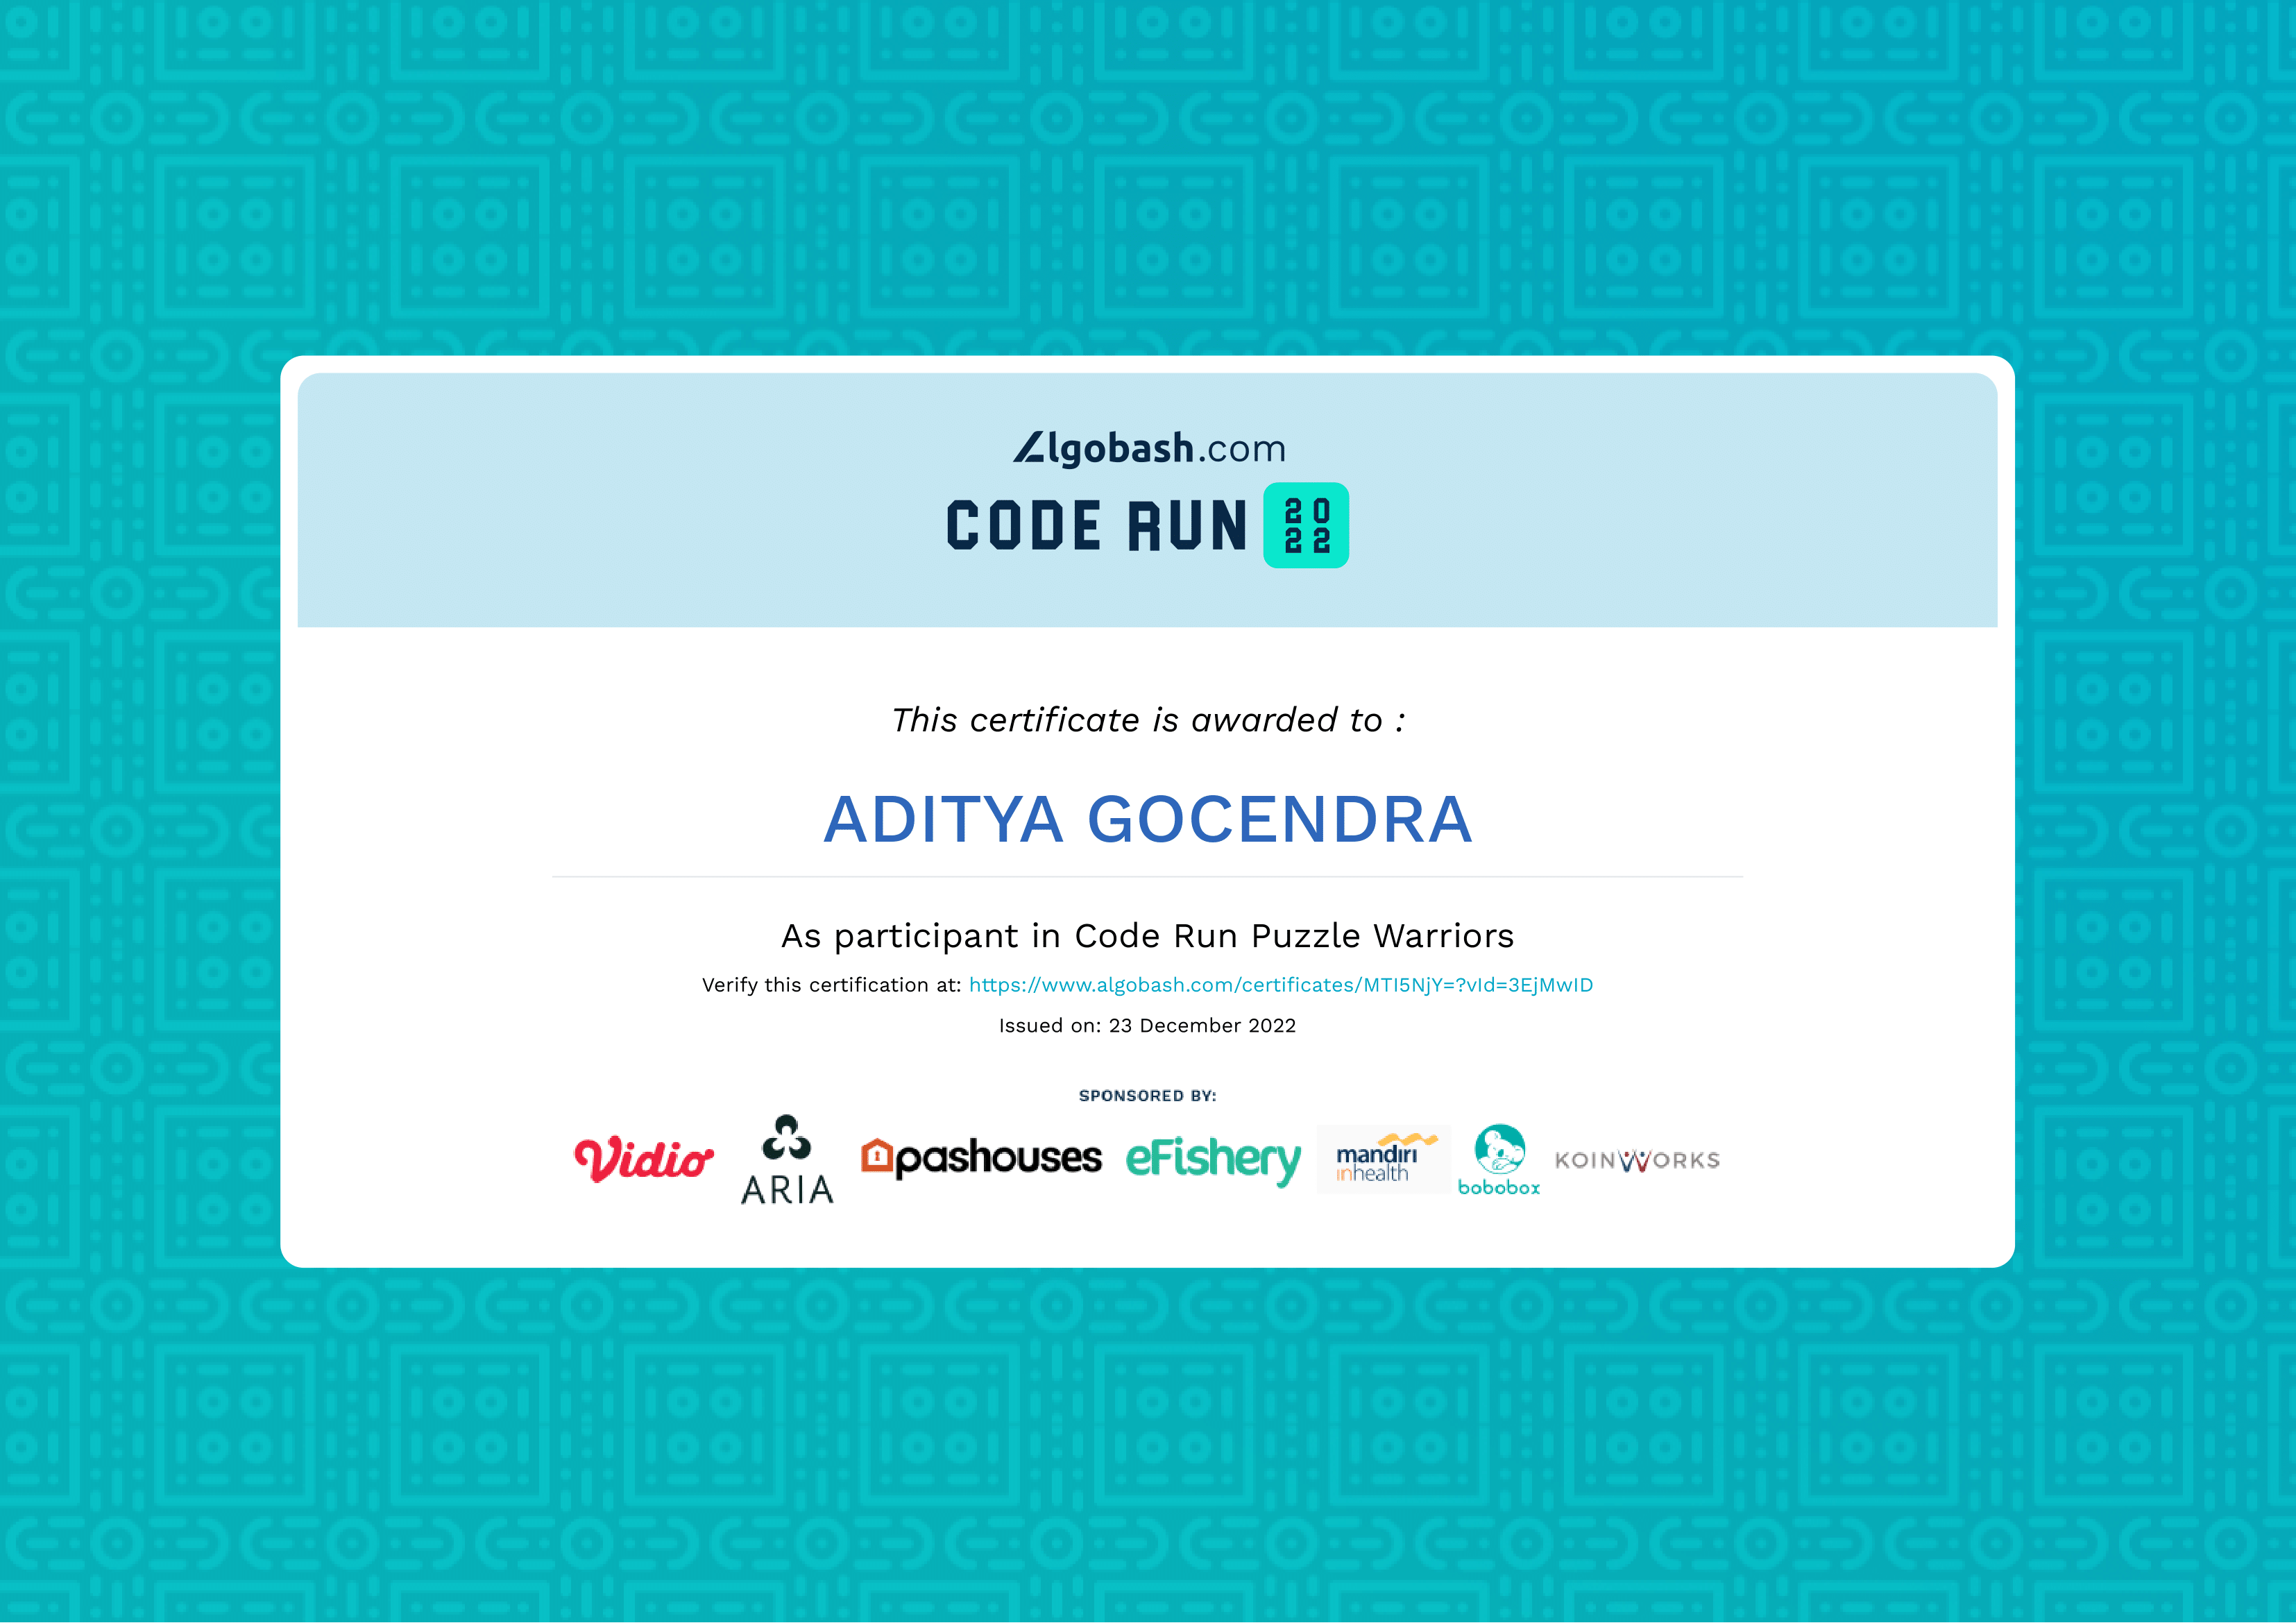 Algobash.com
CODE RUN 2022
This certificate is awarded to :
ADITYA GOCENDRA
As participant in Code Run Puzzle Warriors
Verify this certification at: https://www.algobash.com/certificates/MTI5NjY=?vId=3EjMwID
Issued on: 23 December 2022
SPONSORED BY:
Vidio ARIA pashouses eFishery mandiri inhealth bobobox KOINWORKS